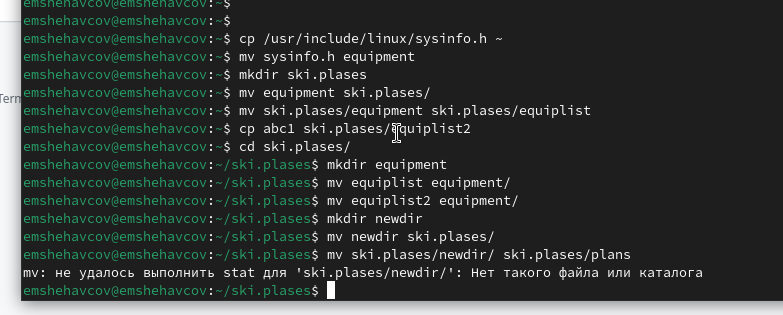 emshehavcov@emshehavcov:~$
emshehavcov@emshehavcov:~$
emshehavcov@emshehavcov:~$ cp /usr/include/linux/sysinfo.h ~
emshehavcov@emshehavcov:~$ mv sysinfo.h equipment
emshehavcov@emshehavcov:~$ mkdir ski.plases
emshehavcov@emshehavcov:~$ mv equipment ski.plases/
emshehavcov@emshehavcov:~$ mv ski.plases/equipment ski.plases/equiplist
emshehavcov@emshehavcov:~$ cp abc1 ski.plases/equiplist2
emshehavcov@emshehavcov:~$ cd ski.plases/
emshehavcov@emshehavcov:~/ski.plases$ mkdir equipment
emshehavcov@emshehavcov:~/ski.plases$ mv equiplist equipment/
emshehavcov@emshehavcov:~/ski.plases$ mv equiplist2 equipment/
emshehavcov@emshehavcov:~/ski.plases$ mkdir newdir
emshehavcov@emshehavcov:~/ski.plases$ mv newdir ski.plases/
emshehavcov@emshehavcov:~/ski.plases$ mv ski.plases/newdir/ ski.plases/plans
mv: не удалось выполнить stat для 'ski.plases/newdir/': Нет такого файла или каталога
emshehavcov@emshehavcov:~/ski.plases$